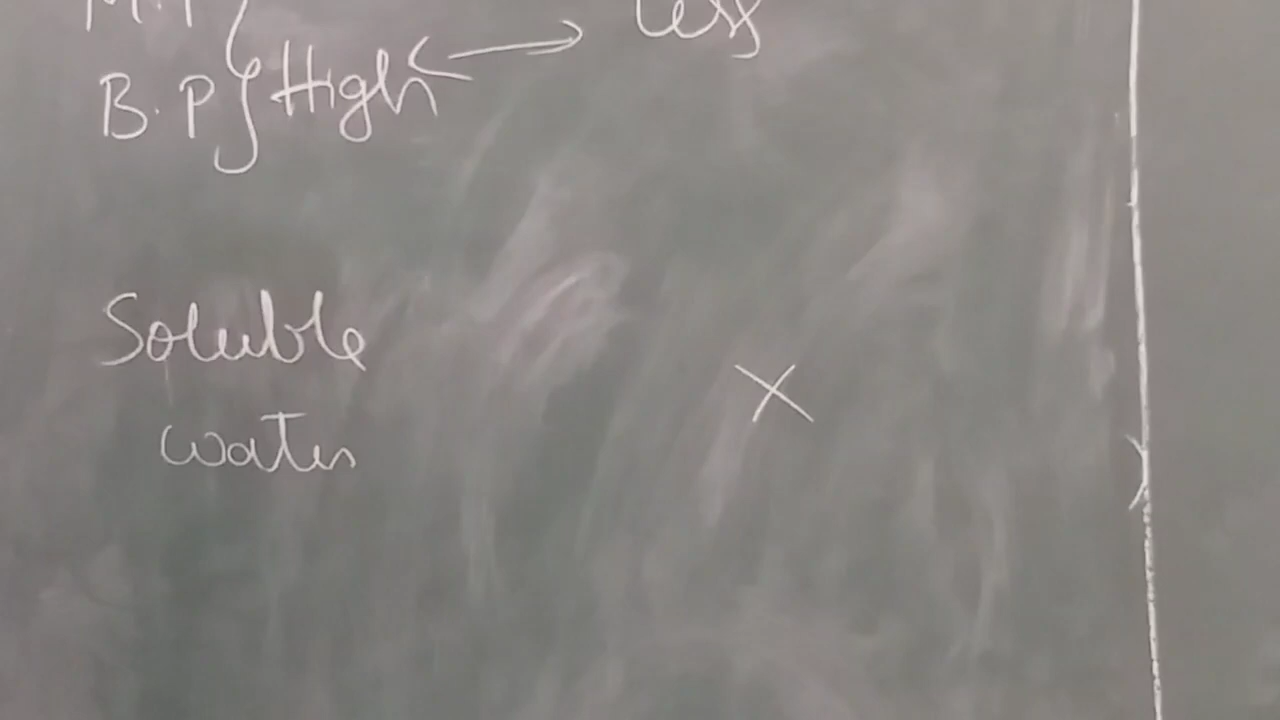 M.P
B.P } High ⟷ Less
Soluble ×
water